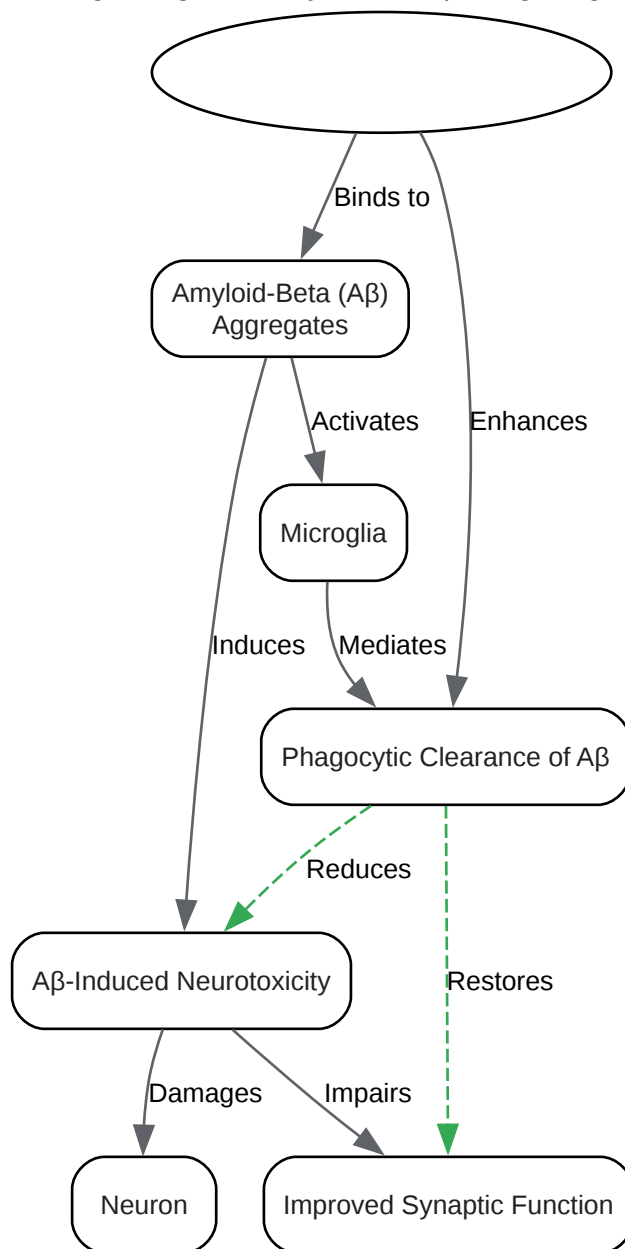 Binds to
Amyloid-Beta (Aβ)
Aggregates
Activates
Enhances
Microglia
Induces
Mediates
Phagocytic Clearance of Aβ
Reduces
Aβ-Induced Neurotoxicity
Restores
Damages
Impairs
Neuron
Improved Synaptic Function